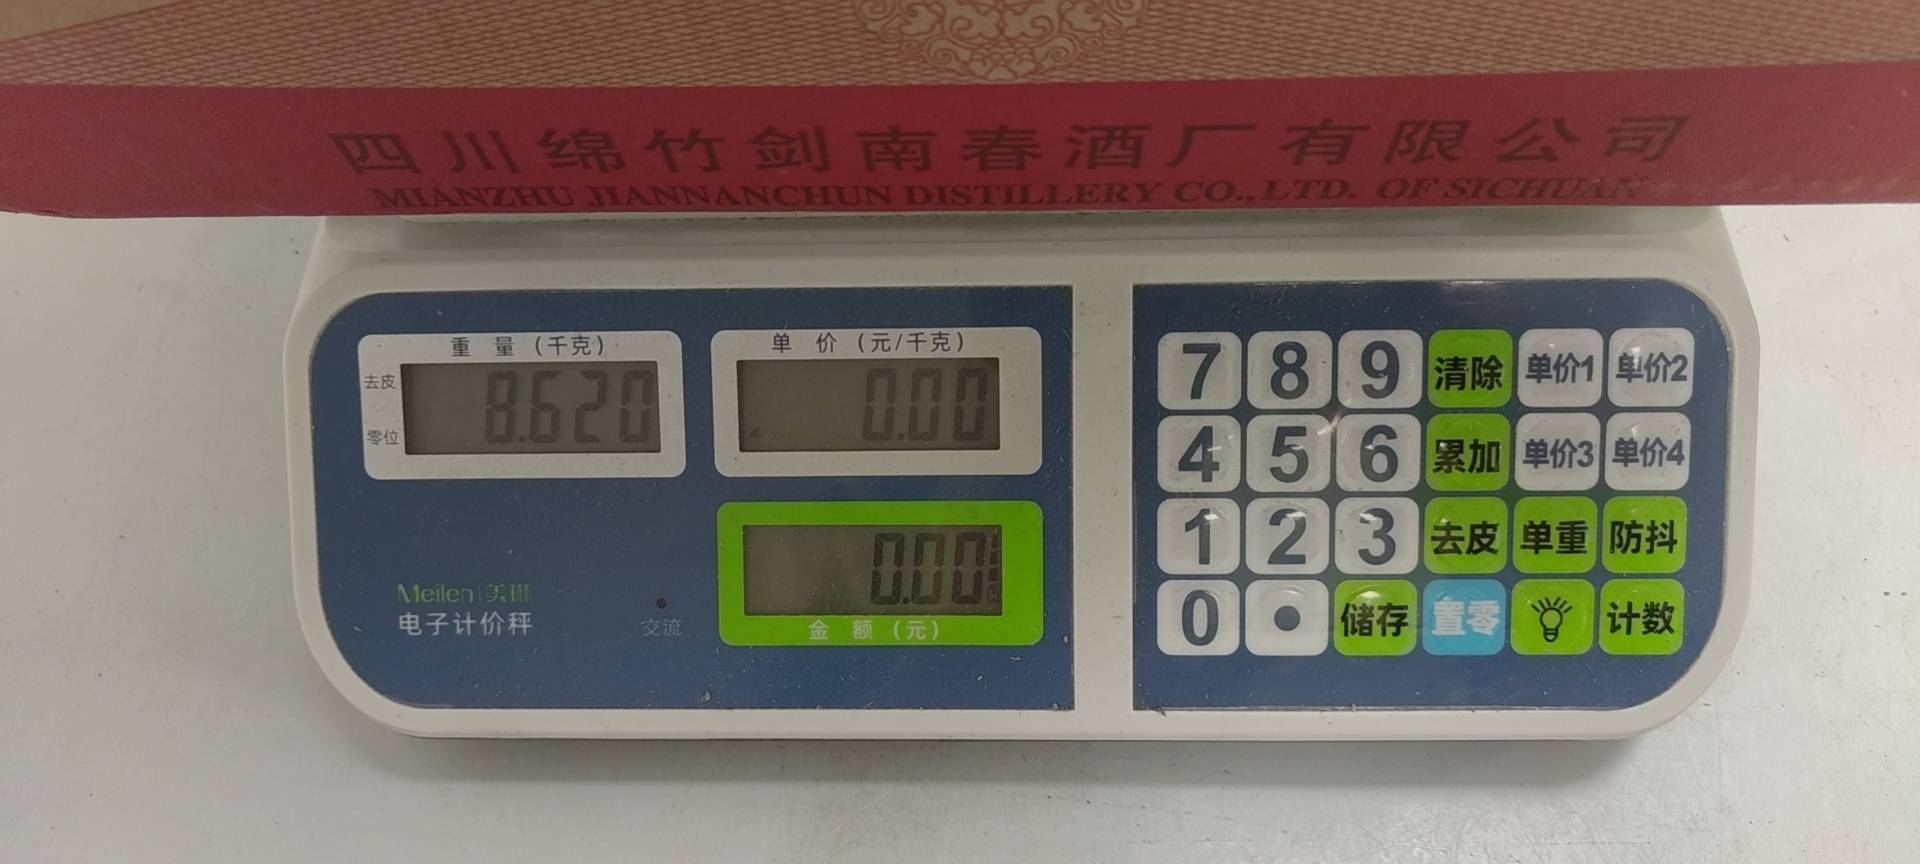 四川绵竹剑南春酒厂有限公司
MIANZHU JIANNANCHUN DISTILLERY CO.,LTD. OF SICHUAN
重 量 (千克)
去皮
零位
8.620
单 价 (元/千克)
0.00
0.00
金 额 (元)
Meilen|美琳
电子计价秤
交流
7 8 9 清除 单价1 单价2
4 5 6 累加 单价3 单价4
1 2 3 去皮 单重 防抖
0 • 储存 置零 计数